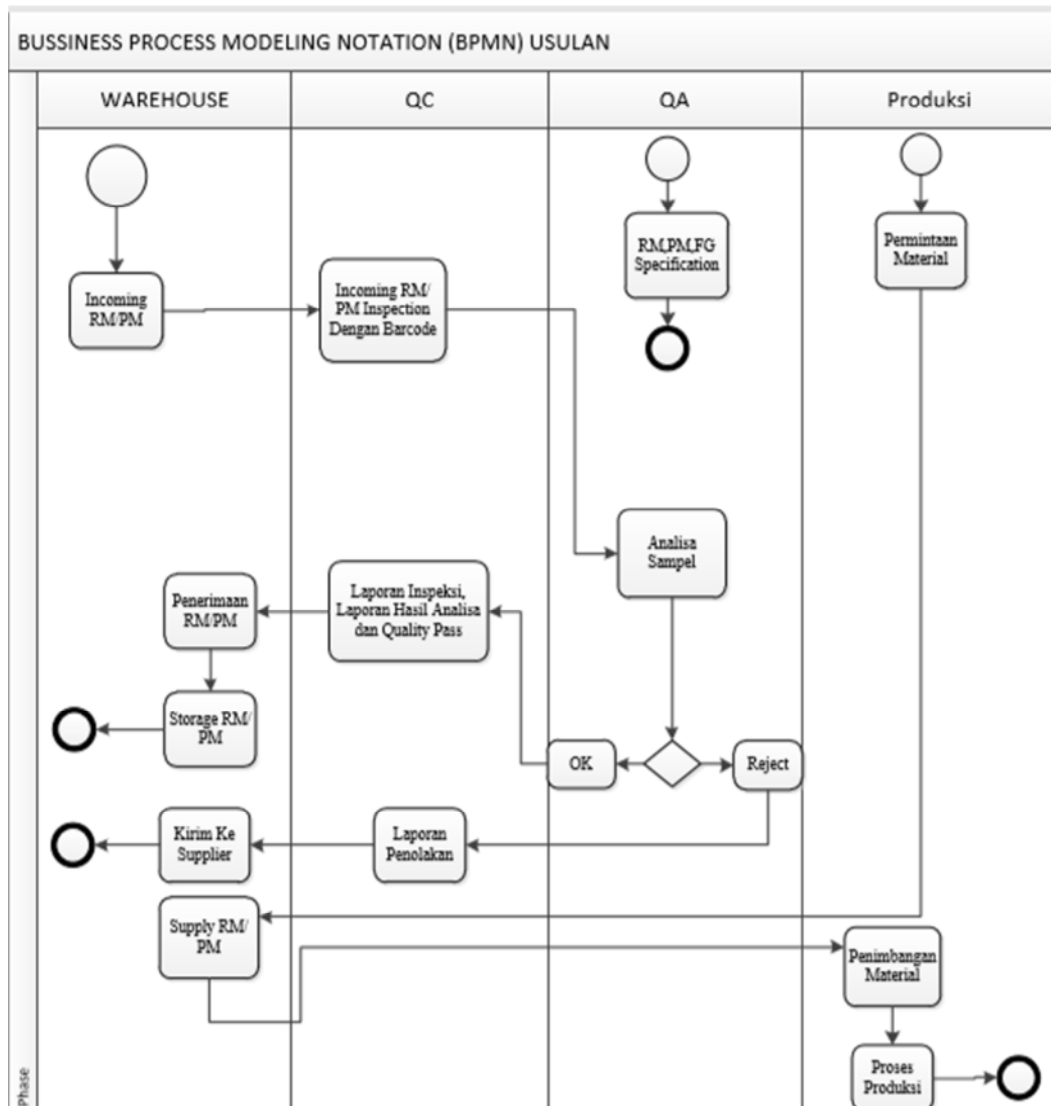 BUSSINESS PROCESS MODELING NOTATION (BPMN) USULAN
WAREHOUSE
QC
QA
Produksi
RM,PM,FG
Specification
Permintaan
Material
Incoming
RM/PM
Incoming RM/
PM Inspection
Dengan Barcode
Analisa
Sampel
Penerimaan
RM/PM
Laporan Inspeksi,
Laporan Hasil Analisa
dan Quality Pass
Storage RM/
PM
OK
Reject
Kirim Ke
Supplier
Laporan
Penolakan
Supply RM/
PM
Penimbangan
Material
Proses
Produksi
Phase